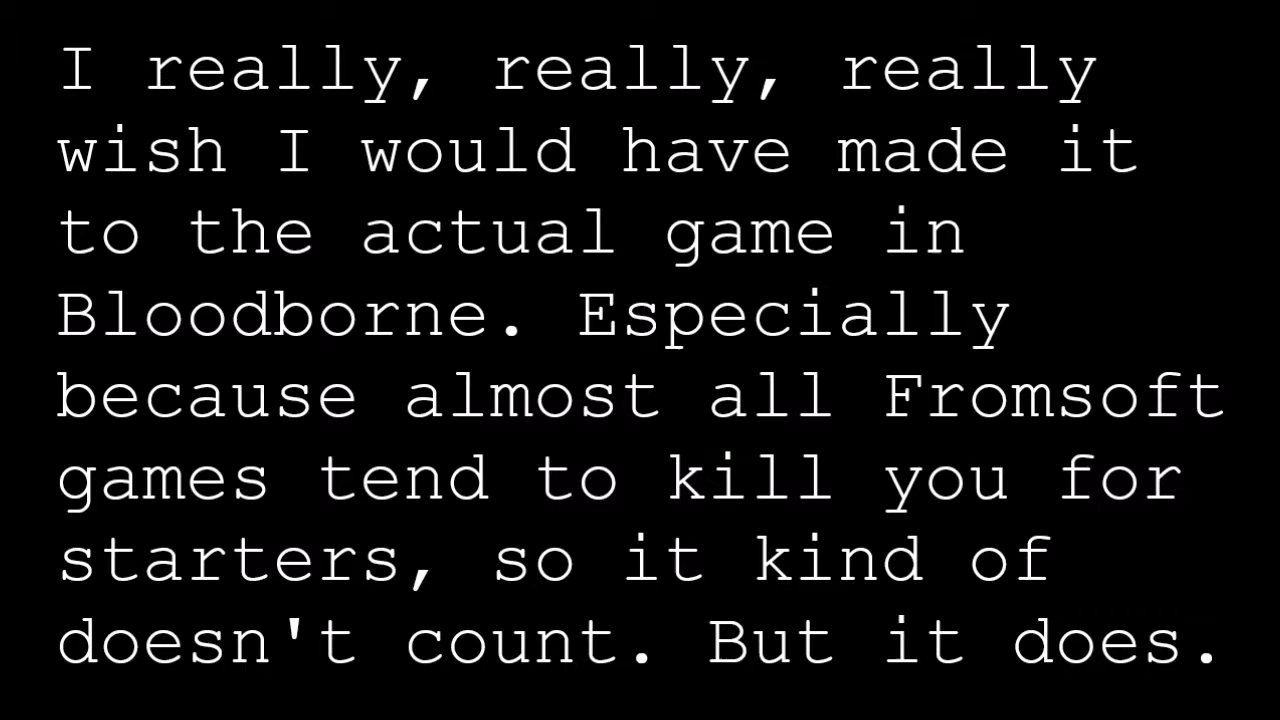 I really, really, really
wish I would have made it
to the actual game in
Bloodborne. Especially
because almost all Fromsoft
games tend to kill you for
starters, so it kind of
doesn't count. But it does.